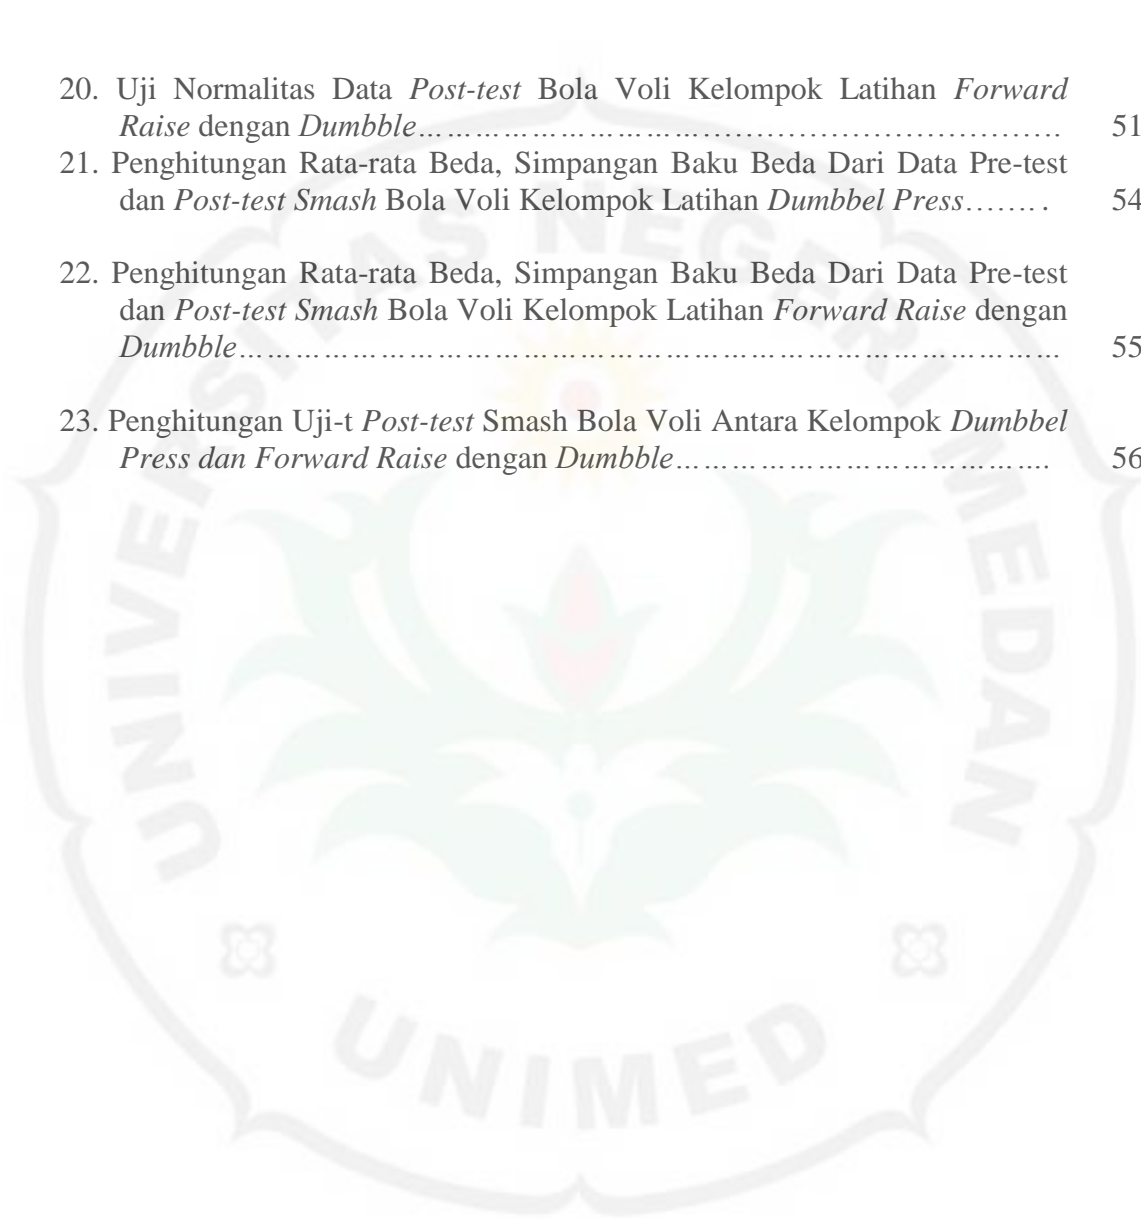 20. Uji Normalitas Data Post-test Bola Voli Kelompok Latihan Forward
Raise dengan Dumbble…………………………..……………………………. 51
21. Penghitungan Rata-rata Beda, Simpangan Baku Beda Dari Data Pre-test
dan Post-test Smash Bola Voli Kelompok Latihan Dumbbel Press…….. 54
22. Penghitungan Rata-rata Beda, Simpangan Baku Beda Dari Data Pre-test
dan Post-test Smash Bola Voli Kelompok Latihan Forward Raise dengan
Dumbble…………………………………………………………………………… 55
23. Penghitungan Uji-t Post-test Smash Bola Voli Antara Kelompok Dumbbel
Press dan Forward Raise dengan Dumbble………………………………... 56
UNIVERSITAS NEGERI MEDAN
UNIMED